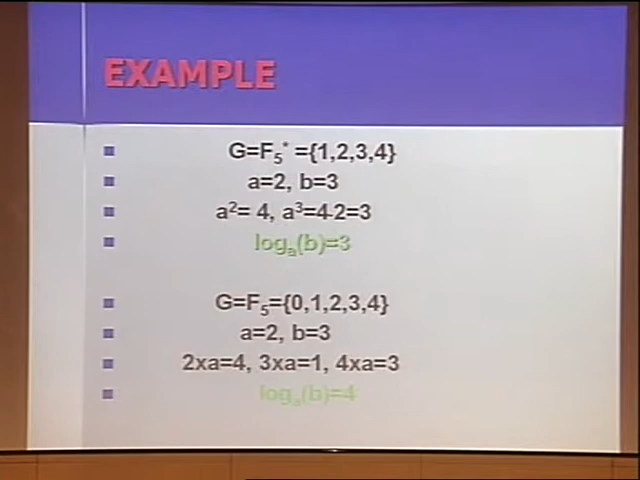 EXAMPLE
G=F₅* ={1,2,3,4}
a=2, b=3
a²= 4, a³=4·2=3
logₐ(b)=3
G=F₅={0,1,2,3,4}
a=2, b=3
2xa=4, 3xa=1, 4xa=3
logₐ(b)=4